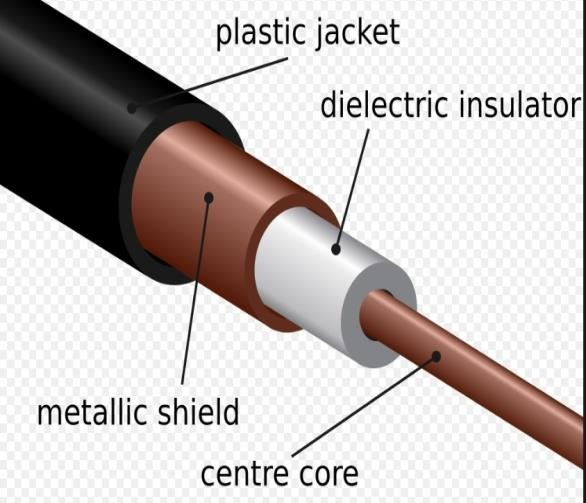 plastic jacket
dielectric insulator
metallic shield
centre core